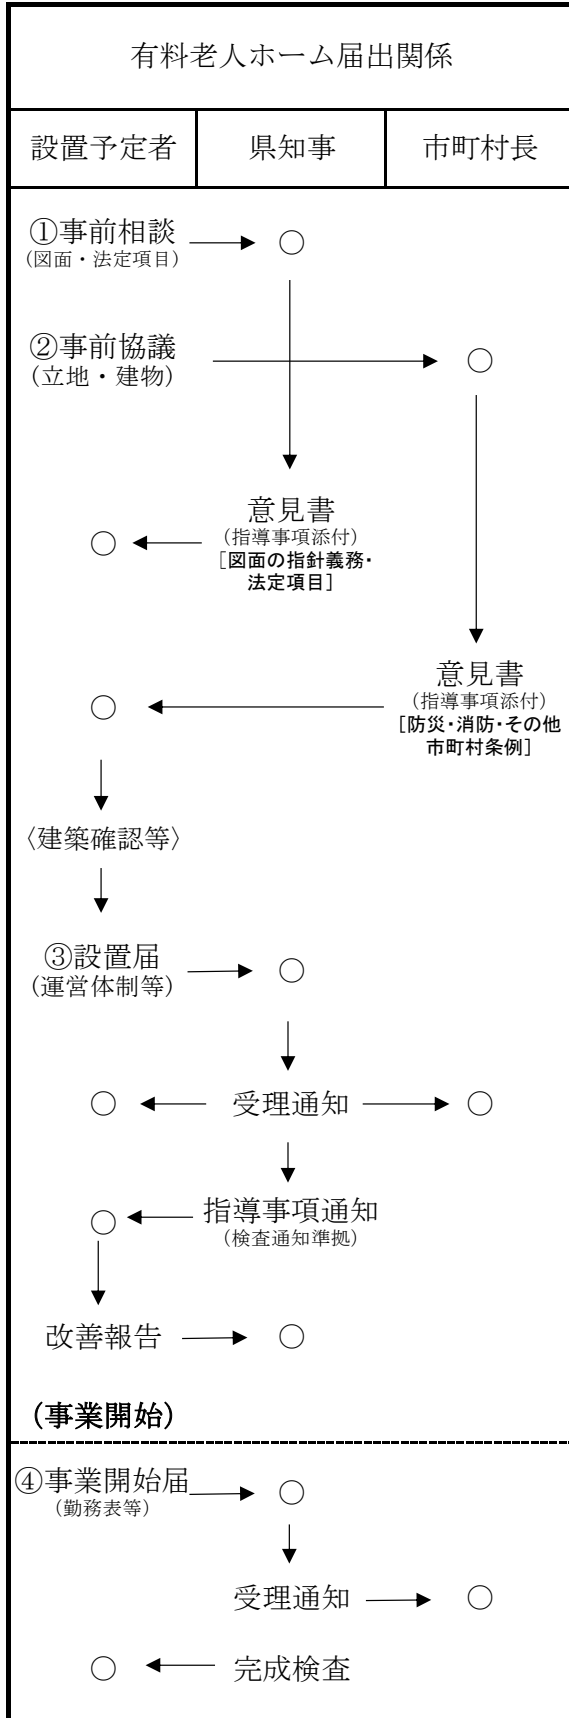 有料老人ホーム届出関係
設置予定者 県知事 市町村長
①事前相談 ○
(図面・法定項目)
②事前協議 ○
(立地・建物)
意見書
(指導事項添付)
○
[図面の指針義務・
法定項目]
意見書
(指導事項添付)
○
[防災・消防・その他
市町村条例]
〈建築確認等〉
③設置届 ○
(運営体制等)
○ 受理通知 ○
○ 指導事項通知
(検査通知準拠)
改善報告 ○
(事業開始)
④事業開始届 ○
(勤務表等)
受理通知 ○
○ 完成検査